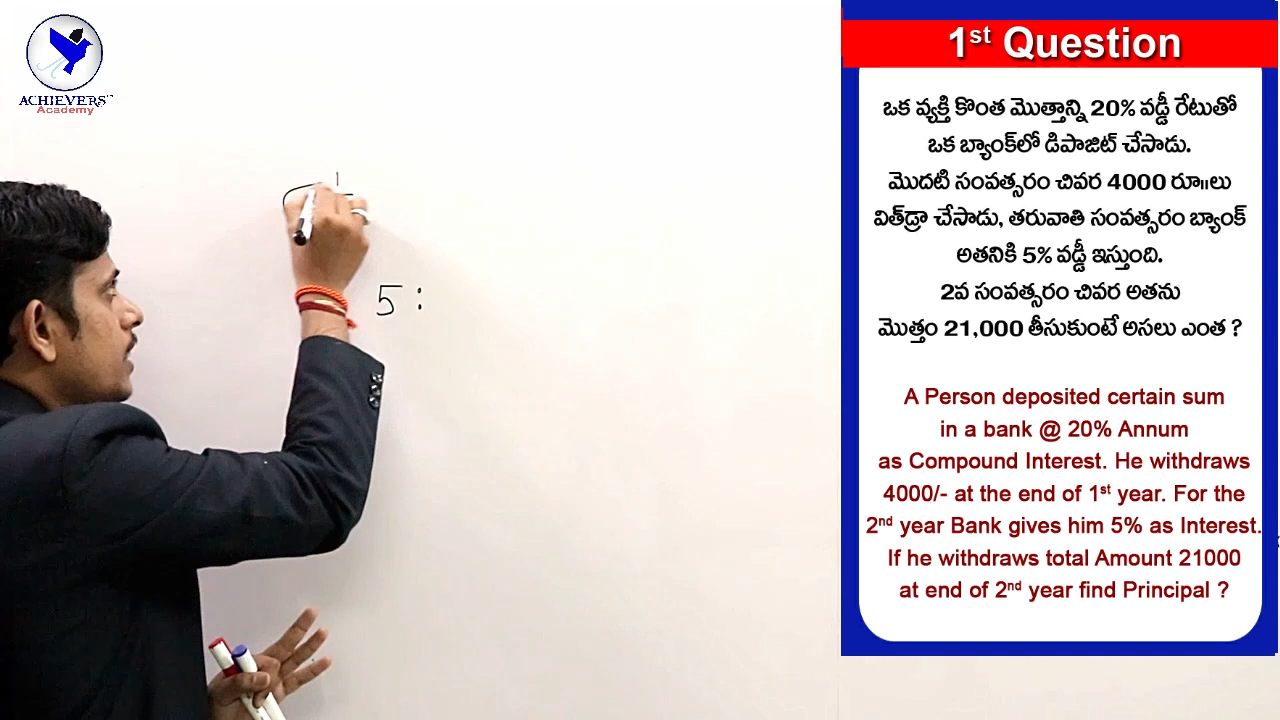 ACHIEVERS™
Academy
5 :
1st Question
ఒక వ్యక్తి కొంత మొత్తాన్ని 20% వడ్డీ రేటుతో
ఒక బ్యాంక్‌లో డిపాజిట్ చేసాడు.
మొదటి సంవత్సరం చివర 4000 రూ॥లు
విత్‌డ్రా చేసాడు, తరువాతి సంవత్సరం బ్యాంక్
అతనికి 5% వడ్డీ ఇస్తుంది.
2వ సంవత్సరం చివర అతను
మొత్తం 21,000 తీసుకుంటే అసలు ఎంత ?
A Person deposited certain sum
in a bank @ 20% Annum
as Compound Interest. He withdraws
4000/- at the end of 1st year. For the
2nd year Bank gives him 5% as Interest.
If he withdraws total Amount 21000
at end of 2nd year find Principal ?